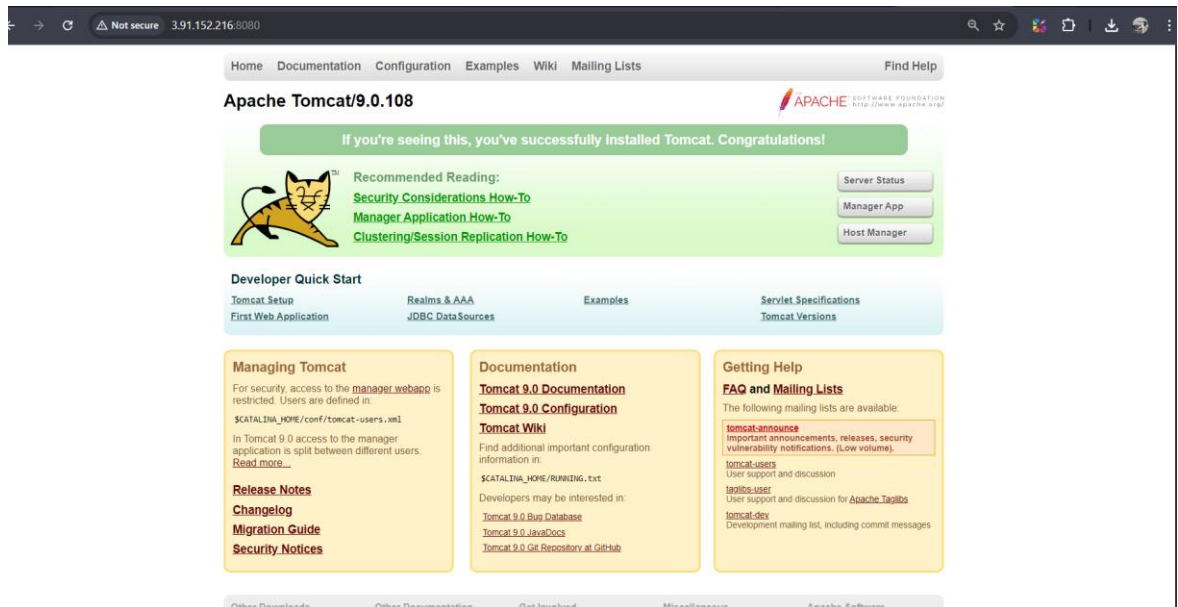 Not secure 3.91.152.216:8080
Home Documentation Configuration Examples Wiki Mailing Lists Find Help
Apache Tomcat/9.0.108
APACHE SOFTWARE FOUNDATION
http://www.apache.org/
If you're seeing this, you've successfully installed Tomcat. Congratulations!
TM
Recommended Reading:
Security Considerations How-To
Manager Application How-To
Clustering/Session Replication How-To
Server Status
Manager App
Host Manager
Developer Quick Start
Tomcat Setup
First Web Application
Realms & AAA
JDBC DataSources
Examples
Servlet Specifications
Tomcat Versions
Managing Tomcat
For security, access to the manager webapp is
restricted. Users are defined in:
$CATALINA_HOME/conf/tomcat-users.xml
In Tomcat 9.0 access to the manager
application is split between different users.
Read more...
Release Notes
Changelog
Migration Guide
Security Notices
Documentation
Tomcat 9.0 Documentation
Tomcat 9.0 Configuration
Tomcat Wiki
Find additional important configuration
information in:
$CATALINA_HOME/RUNNING.txt
Developers may be interested in:
Tomcat 9.0 Bug Database
Tomcat 9.0 JavaDocs
Tomcat 9.0 Git Repository at GitHub
Getting Help
FAQ and Mailing Lists
The following mailing lists are available:
tomcat-announce
Important announcements, releases, security
vulnerability notifications. (Low volume).
tomcat-users
User support and discussion
taglibs-user
User support and discussion for Apache Taglibs
tomcat-dev
Development mailing list, including commit messages
Other Downloads Other Documentation Get Involved Miscellaneous Apache Software